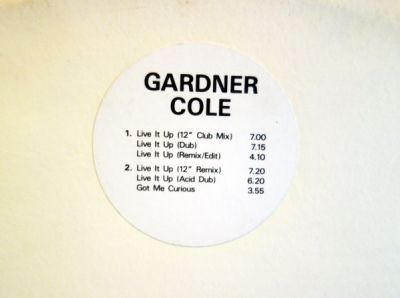 GARDNER
COLE
1. Live It Up (12" Club Mix) 7.00
Live It Up (Dub) 7.15
Live It Up (Remix/Edit) 4.10
2. Live It Up (12" Remix) 7.20
Live It Up (Acid Dub) 6.20
Got Me Curious 3.55